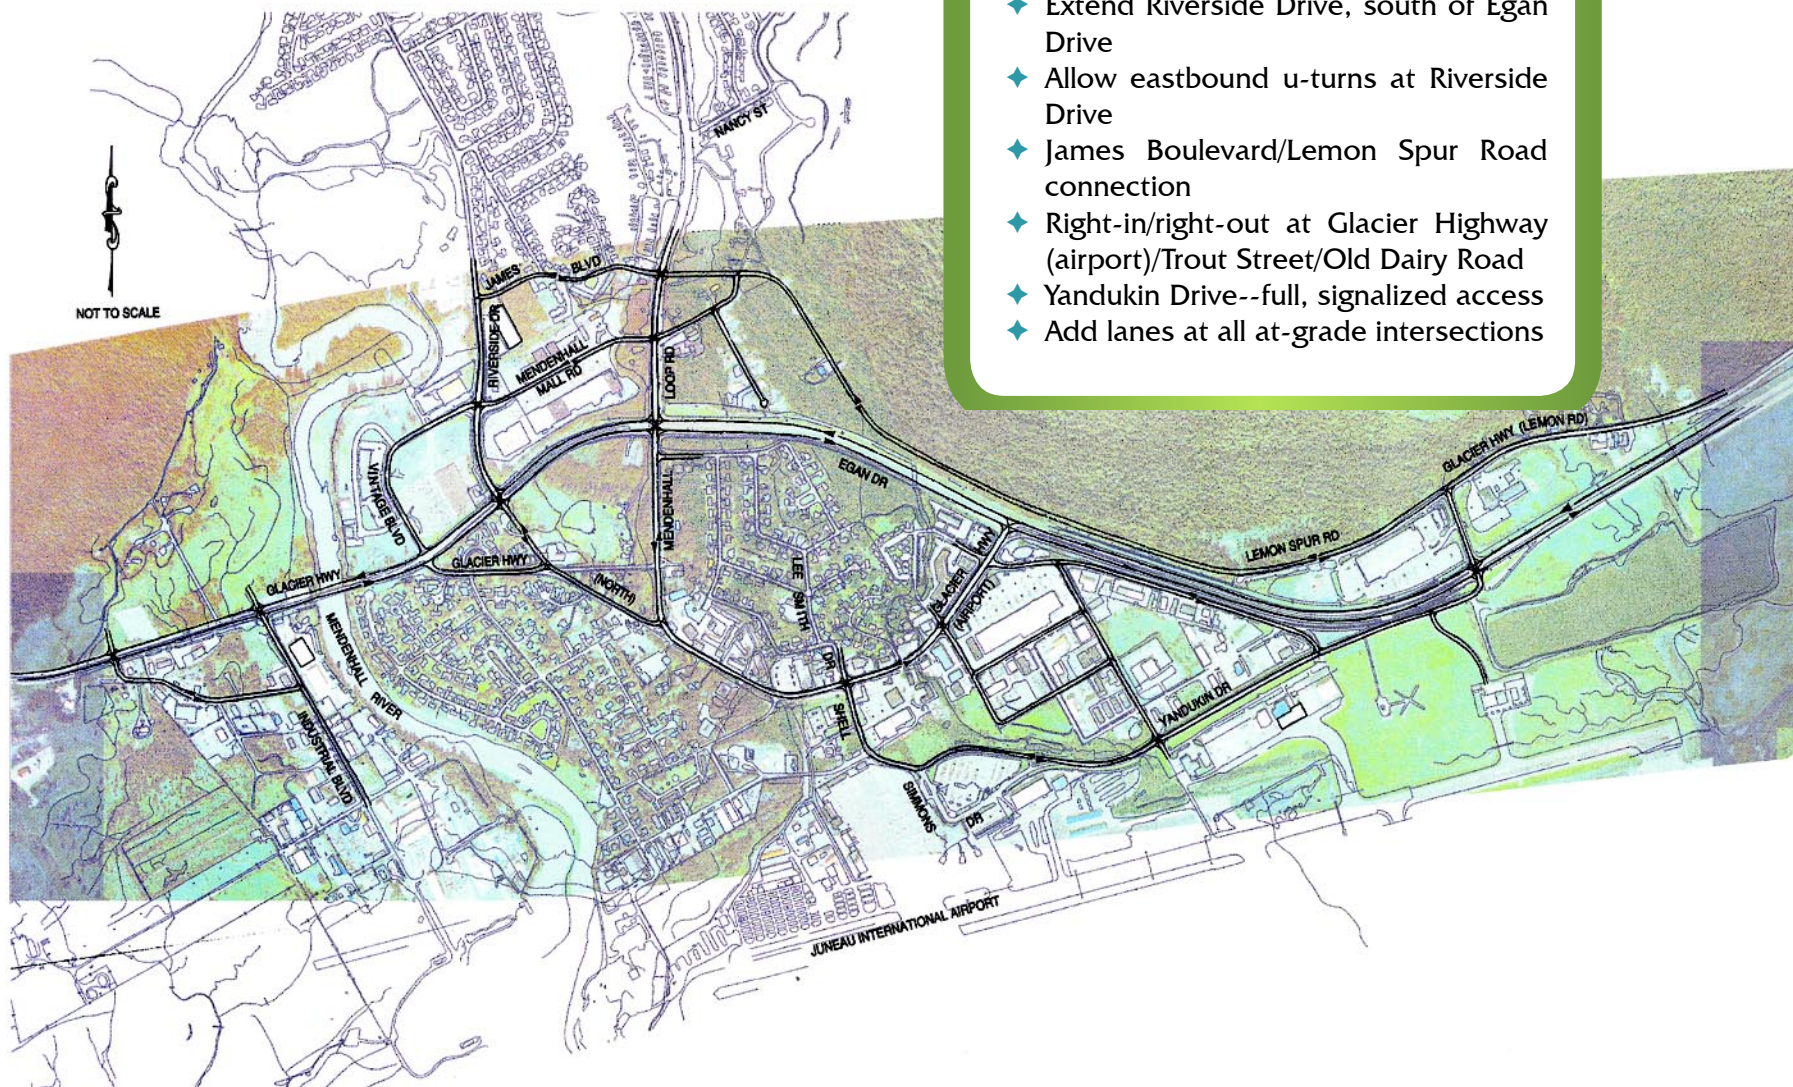 Extend Riverside Drive, south of Egan
Drive
Allow eastbound u-turns at Riverside
Drive
James Boulevard/Lemon Spur Road
connection
Right-in/right-out at Glacier Highway
(airport)/Trout Street/Old Dairy Road
Yandukin Drive--full, signalized access
Add lanes at all at-grade intersections
NANCY ST
NOT TO SCALE
JAMES BLVD
RIVERSIDE DR
MENDENHALL
MALL RD
LOOP RD
GLACIER HWY (LEMON RD)
EGAN DR
VINTAGE BLVD
MENDENHALL
LEMON SPUR RD
GLACIER HWY
GLACIER HWY
(NORTH)
LEE SMITH DR
GLACIER HWY
(AIRPORT)
MENDENHALL RIVER
INDUSTRIAL BLVD
SHELL
SIMMONS DR
YANDUKIN DR
JUNEAU INTERNATIONAL AIRPORT